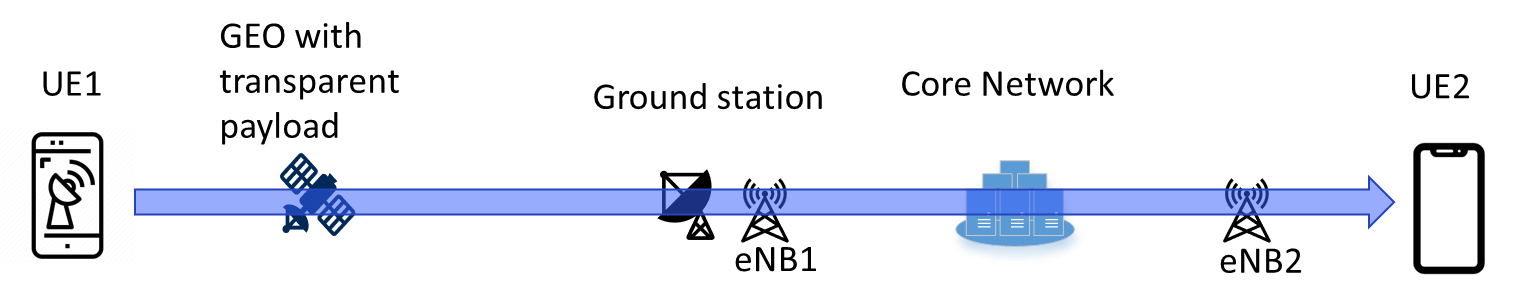 UE1
GEO with
transparent
payload
Ground station
Core Network
UE2
eNB1
eNB2